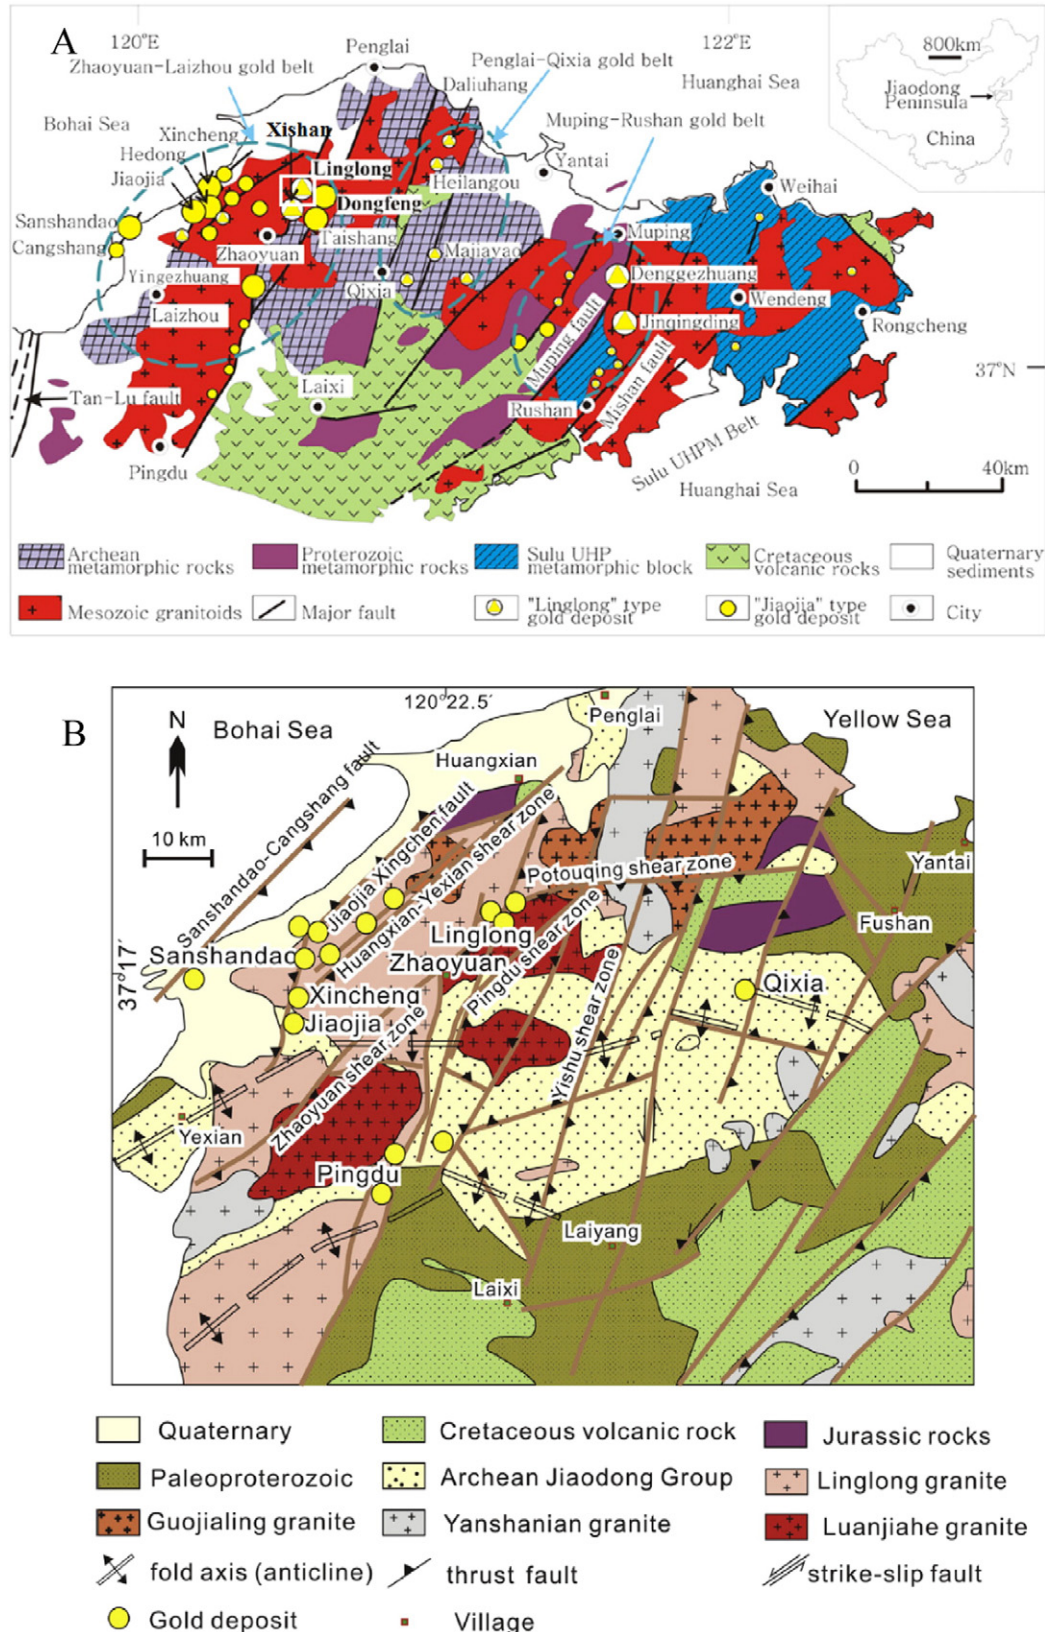 A
120°E
122°E
Penglai
Zhaoyuan-Laizhou gold belt
Penglai-Qixia gold belt
Daliuhang
Huanghai Sea
800km
Jiaodong
Peninsula
China
Bohai Sea
Xincheng
Xishan
Muping-Rushan gold belt
Hedong
Jiaojia
Linglong
Yantai
Heilangou
Weihai
Dongfeng
Sanshandao
Cangshang
Taishang
Zhaoyuan
Majiayao
Muping
Yingezhuang
Qixia
Denggezhuang
Laizhou
Wendeng
Jinqingding
Rongcheng
Muping fault
Mishan fault
37°N
Tan-Lu fault
Laixi
Rushan
Pingdu
Sulu UHPM Belt
Huanghai Sea
0
40km
Archean
metamorphic rocks
Proterozoic
metamorphic rocks
Sulu UHP
metamorphic block
Cretaceous
volcanic rocks
Quaternary
sediments
Mesozoic granitoids
Major fault
"Linglong" type
gold deposit
"Jiaojia" type
gold deposit
City
B
120°22.5′
N
Bohai Sea
Penglai
Yellow Sea
Huangxian
10 km
Sanshandao-Cangshang fault
Jiaojia Xingchen fault
Huangxian-Yexian shear zone
Potouqing shear zone
Yantai
Fushan
Linglong
37°17′
Sanshandao
Zhaoyuan
Pingdu shear zone
Qixia
Xincheng
Jiaojia
Yishu shear zone
Zhaoyuan shear zone
Yexian
Pingdu
Laiyang
Laixi
Quaternary
Cretaceous volcanic rock
Jurassic rocks
Paleoproterozoic
Archean Jiaodong Group
Linglong granite
Guojialing granite
Yanshanian granite
Luanjiahe granite
fold axis (anticline)
thrust fault
strike-slip fault
Gold deposit
Village